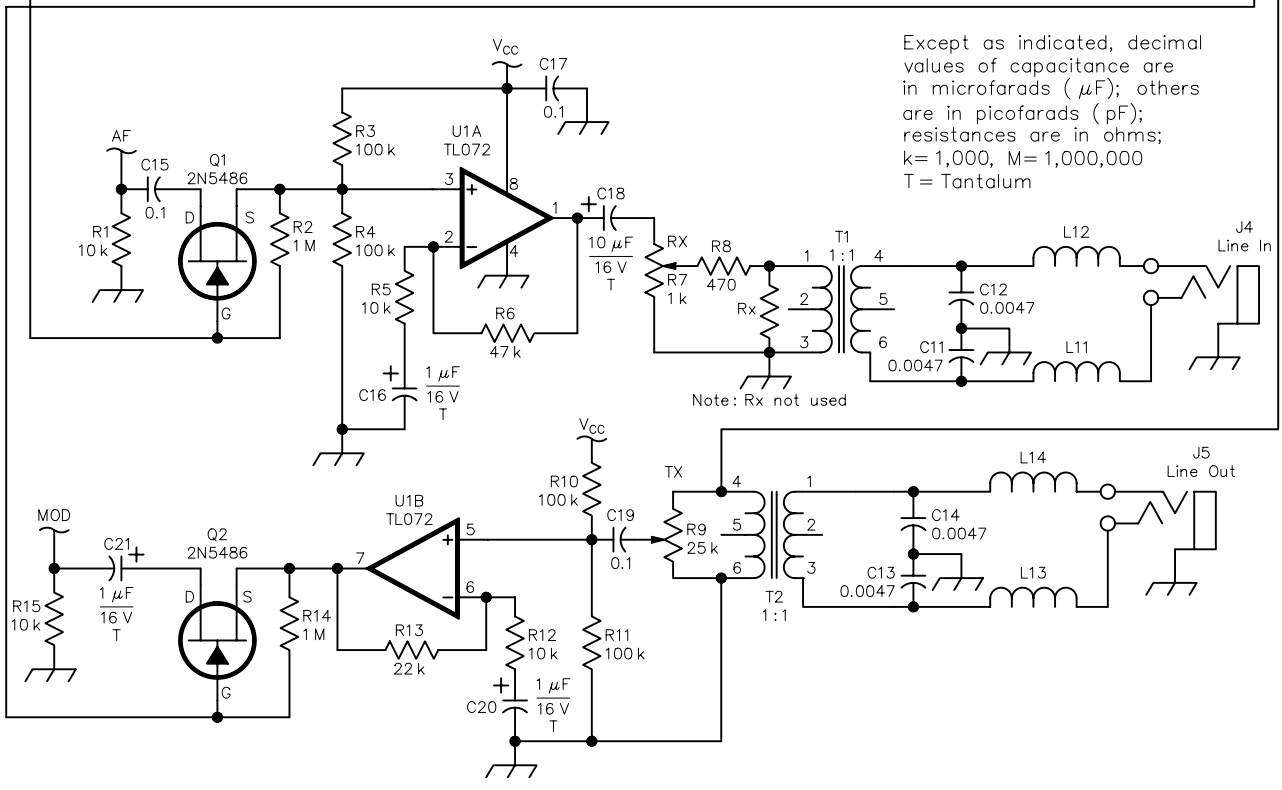 Except as indicated, decimal
values of capacitance are
in microfarads ( μF); others
are in picofarads ( pF);
resistances are in ohms;
k= 1,000, M= 1,000,000
T = Tantalum
VCC
C17
0.1
AF
C15
0.1
Q1
2N5486
D
S
G
R1
10 k
R2
1 M
R3
100 k
R4
100 k
U1A
TL072
3
+
2
−
8
4
1
R5
10 k
R6
47 k
+
C16
1 μF
16 V
T
+
C18
10 μF
16 V
T
RX
R7
1 k
R8
470
Rx
Note: Rx not used
T1
1:1
1
2
3
4
5
6
C12
0.0047
C11
0.0047
L12
L11
J4
Line In
VCC
R10
100 k
C19
0.1
TX
R9
25 k
4
5
6
T2
1:1
1
2
3
C14
0.0047
C13
0.0047
L14
L13
J5
Line Out
MOD
C21
+
1 μF
16 V
T
R15
10 k
Q2
2N5486
D
S
G
R14
1 M
U1B
TL072
7
+
5
−
6
R13
22 k
R12
10 k
R11
100 k
+
C20
1 μF
16 V
T